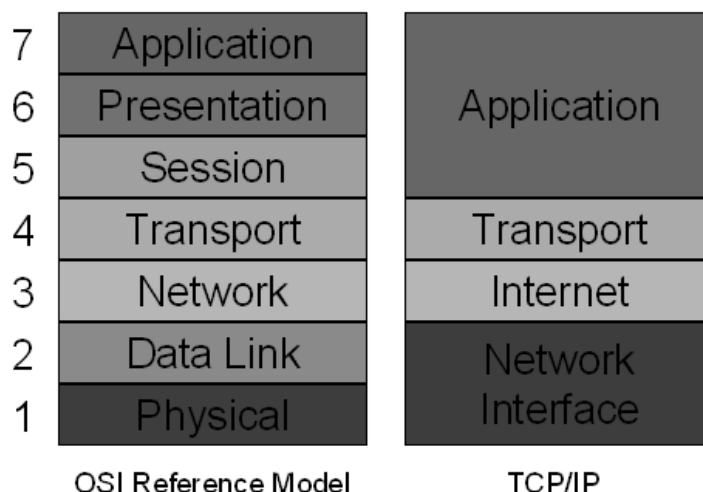 7 Application
6 Presentation
5 Session
4 Transport
3 Network
2 Data Link
1 Physical
OSI Reference Model
Application
Transport
Internet
Network
Interface
TCP/IP